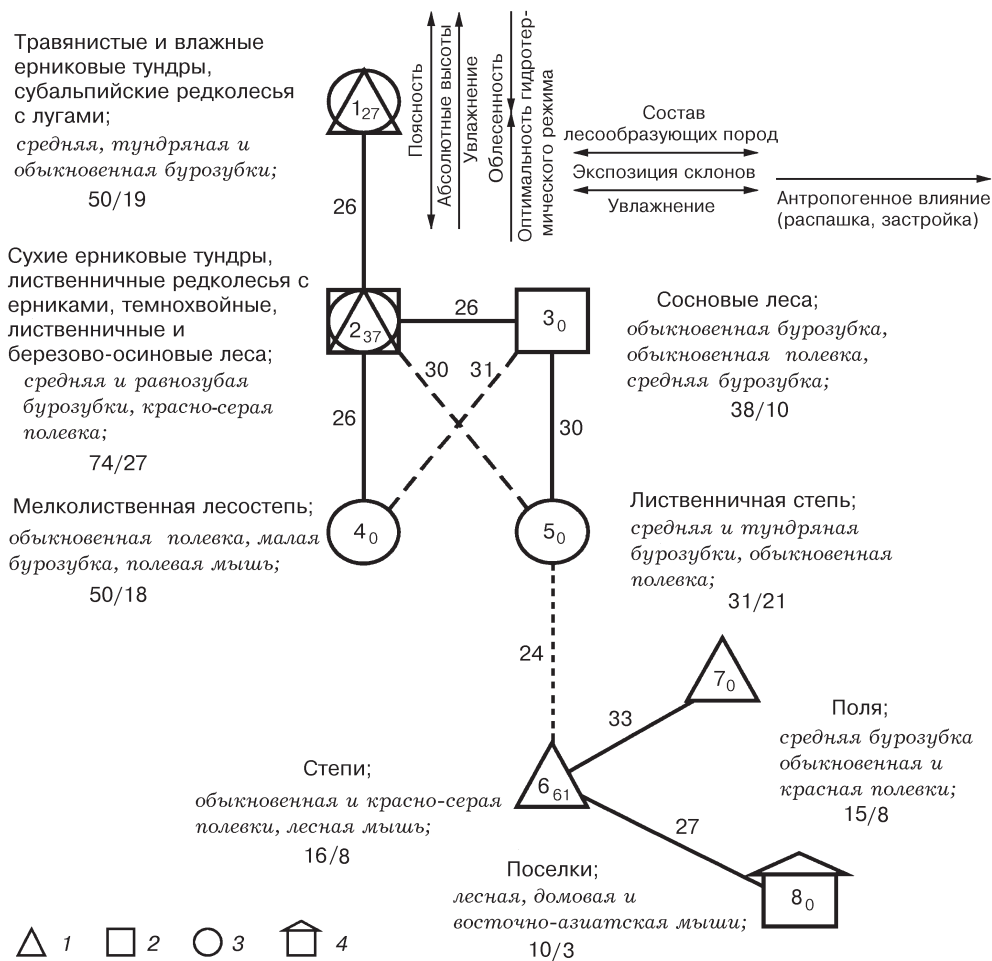 Травянистые и влажные
ерниковые тундры,
субальпийские редколесья
с лугами;
средняя, тундряная и
обыкновенная бурозубки;
50/19
1 27
Поясность
Абсолютные высоты
Увлажнение
Облесенность
Оптимальность гидротер-
мического режима
Состав
лесообразующих пород
Экспозиция склонов
Увлажнение
Антропогенное влияние
(распашка, застройка)
26
Сухие ерниковые тундры,
лиственничные редколесья с
ерниками, темнохвойные,
лиственничные и
березово-осиновые леса;
средняя и равнозубая
бурозубки, красно-серая
полевка;
74/27
2 37
26
3 0
Сосновые леса;
обыкновенная бурозубка,
обыкновенная полевка,
средняя бурозубка;
38/10
30
31
26
30
Мелколиственная лесостепь;
обыкновенная полевка, малая
бурозубка, полевая мышь;
50/18
4 0
5 0
Лиственничная степь;
средняя и тундряная
бурозубки, обыкновенная
полевка;
31/21
24
7 0
33
Поля;
средняя бурозубка
обыкновенная и
красная полевки;
15/8
Степи;
обыкновенная и красно-серая
полевки, лесная мышь;
16/8
6 61
27
Поселки;
лесная, домовая и
восточно-азиатская мыши;
10/3
8 0
1
2
3
4